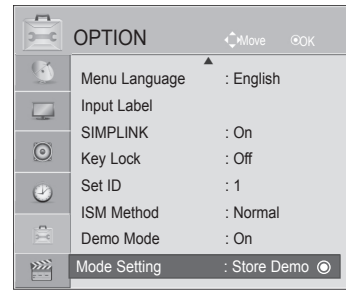 OPTION Move OK
Menu Language : English
Input Label
SIMPLINK : On
Key Lock : Off
Set ID : 1
ISM Method : Normal
Demo Mode : On
Mode Setting : Store Demo